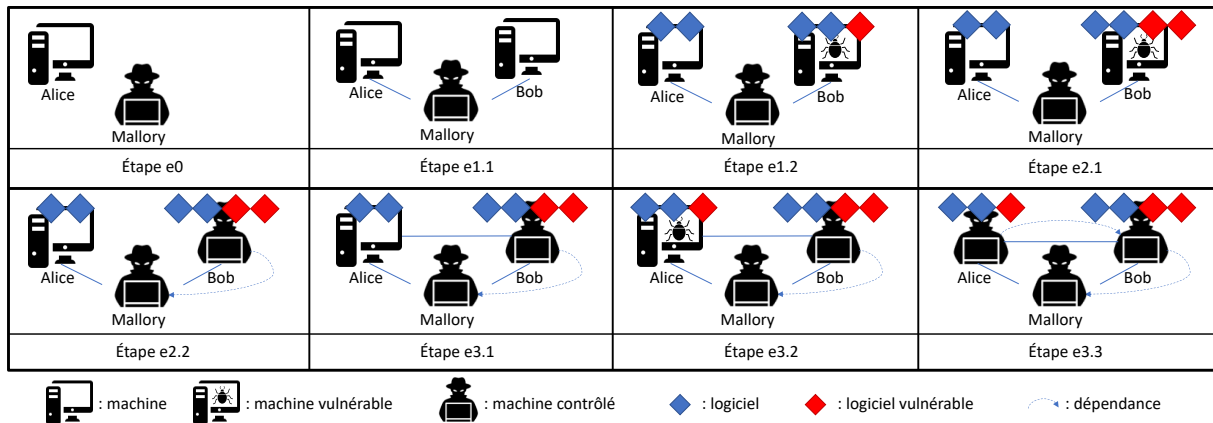 Alice
Mallory
Étape e0
Alice
Bob
Mallory
Étape e1.1
Alice
Bob
Mallory
Étape e1.2
Alice
Bob
Mallory
Étape e2.1
Alice
Bob
Mallory
Étape e2.2
Alice
Bob
Mallory
Étape e3.1
Alice
Bob
Mallory
Étape e3.2
Alice
Bob
Mallory
Étape e3.3
: machine
: machine vulnérable
: machine contrôlé
: logiciel
: logiciel vulnérable
: dépendance